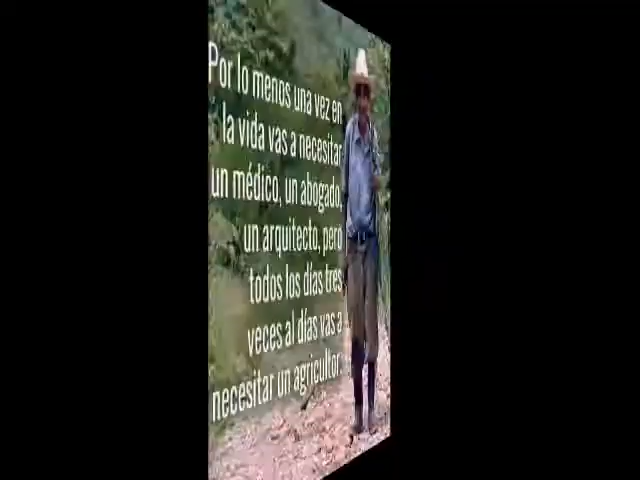 Por lo menos una vez en
la vida vas a necesitar
un médico, un abogado,
un arquitecto, pero
todos los días tres
veces al días vas a
necesitar un agricultor.